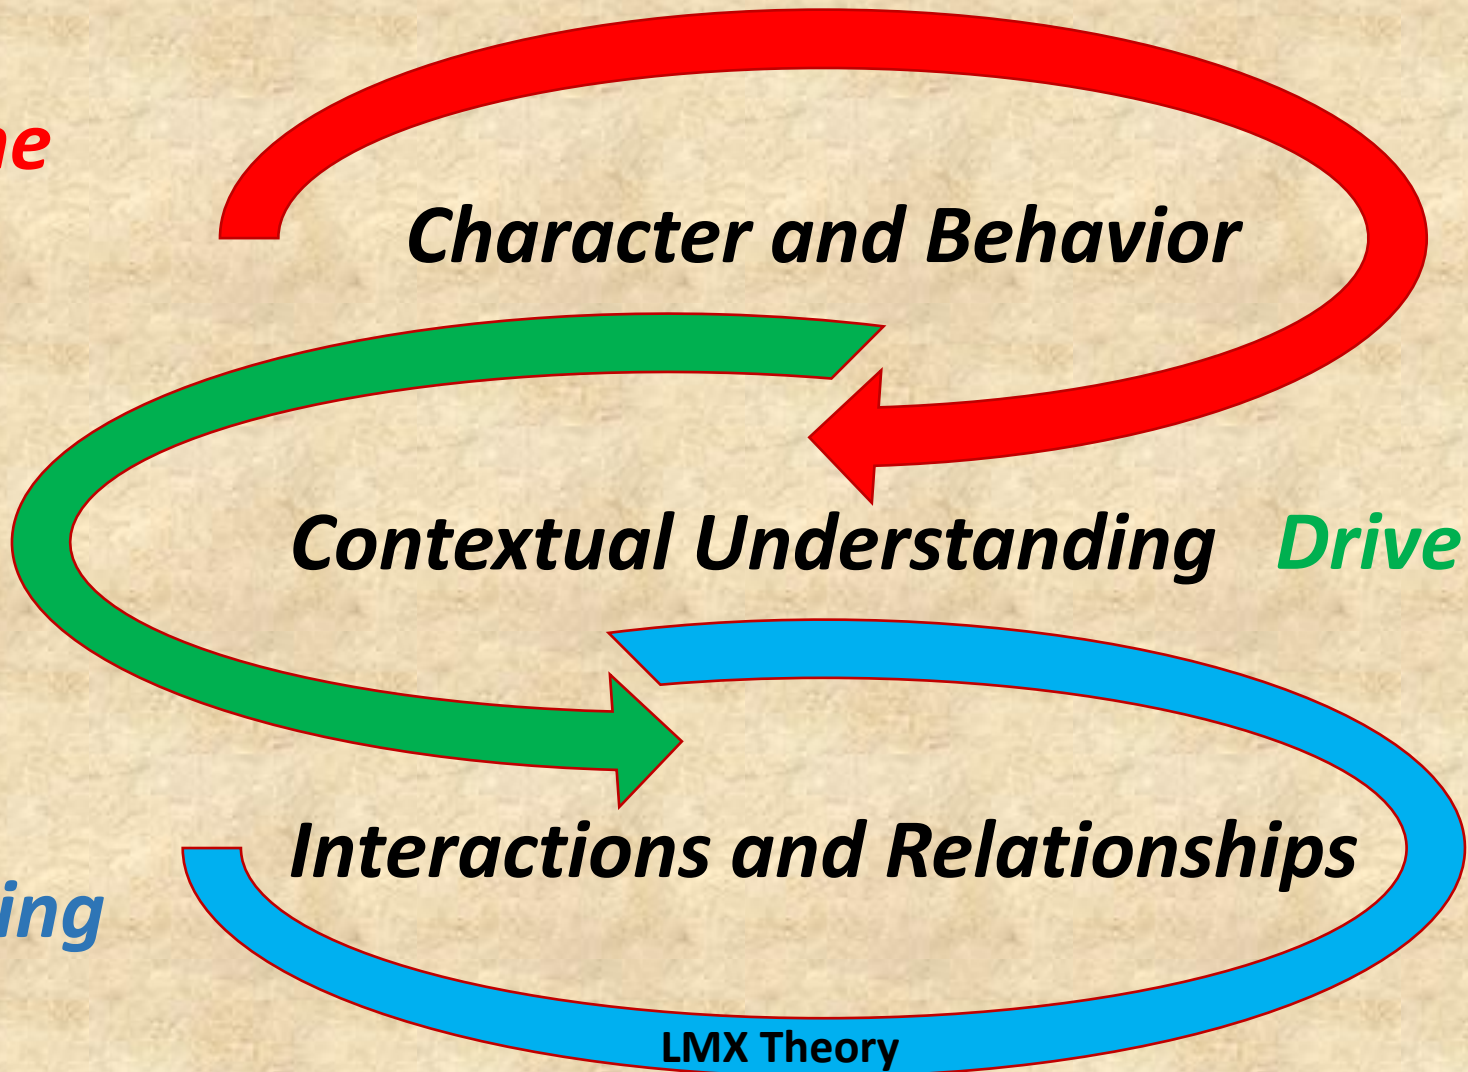 ne
Character and Behavior
Contextual Understanding Drive
Interactions and Relationships
ing
LMX Theory